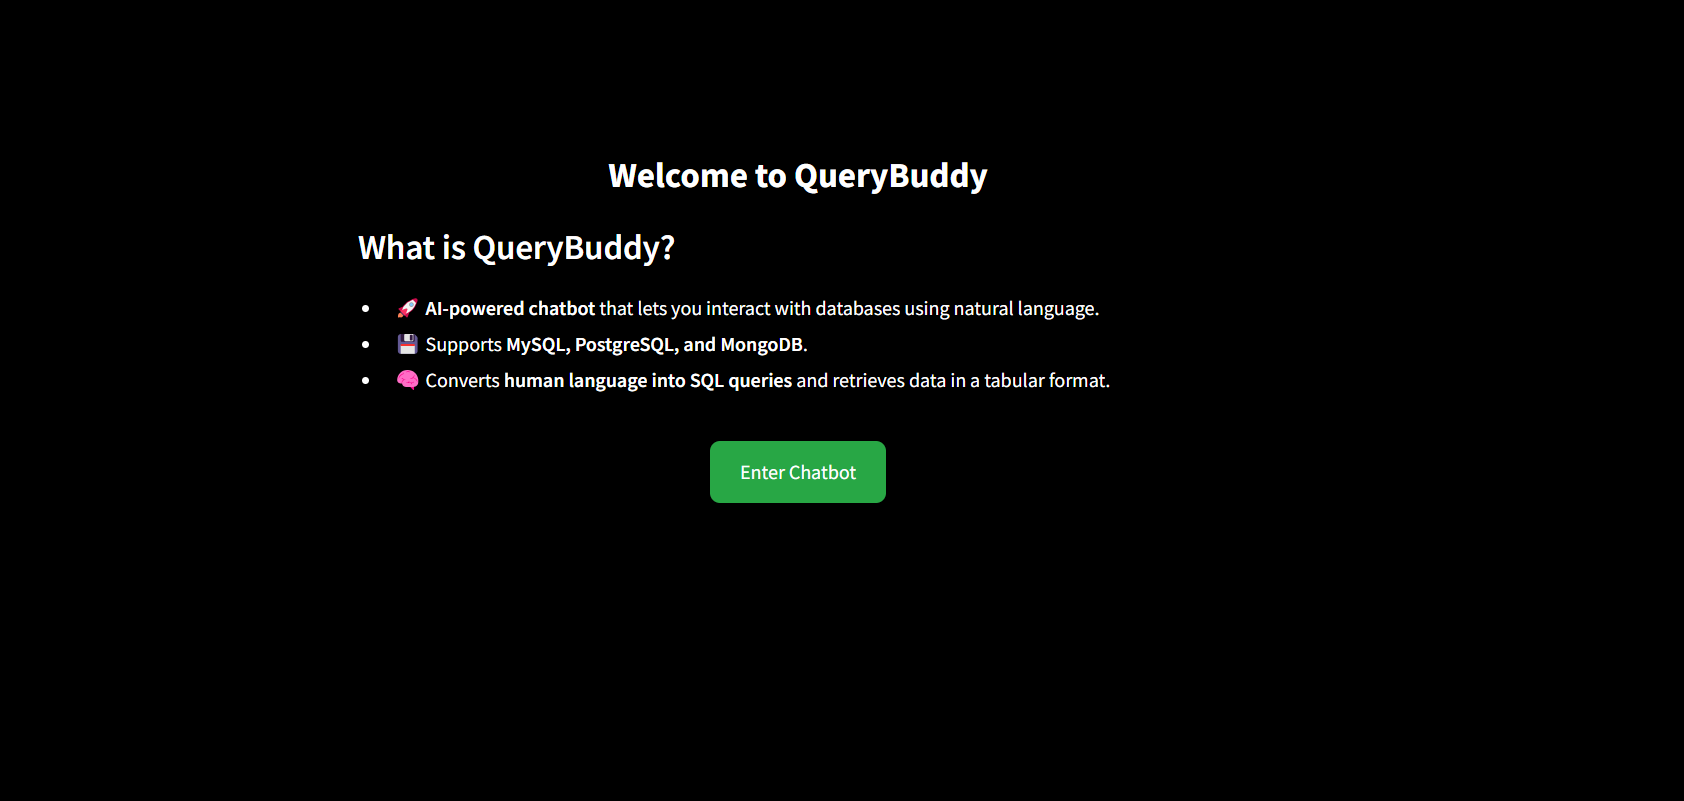 Welcome to QueryBuddy
What is QueryBuddy?
• 🚀 AI-powered chatbot that lets you interact with databases using natural language.
• 💾 Supports MySQL, PostgreSQL, and MongoDB.
• 🧠 Converts human language into SQL queries and retrieves data in a tabular format.
Enter Chatbot